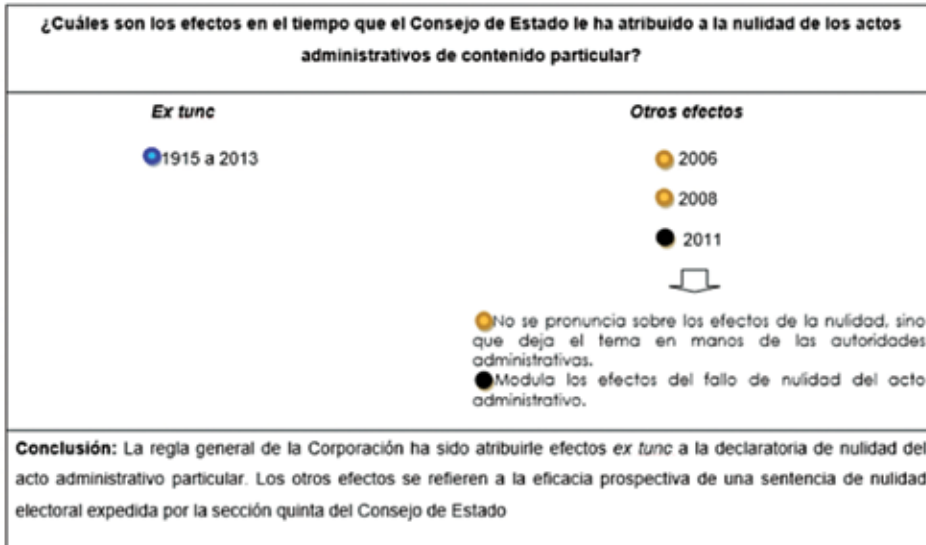 ¿Cuáles son los efectos en el tiempo que el Consejo de Estado le ha atribuido a la nulidad de los actos
administrativos de contenido particular?
Ex tunc
1915 a 2013
Otros efectos
2006
2008
2011
No se pronuncia sobre los efectos de la nulidad, sino
que deja el tema en manos de las autoridades
administrativas.
Modula los efectos del fallo de nulidad del acto
administrativo.
Conclusión: La regla general de la Corporación ha sido atribuirle efectos ex tunc a la declaratoria de nulidad del
acto administrativo particular. Los otros efectos se refieren a la eficacia prospectiva de una sentencia de nulidad
electoral expedida por la sección quinta del Consejo de Estado